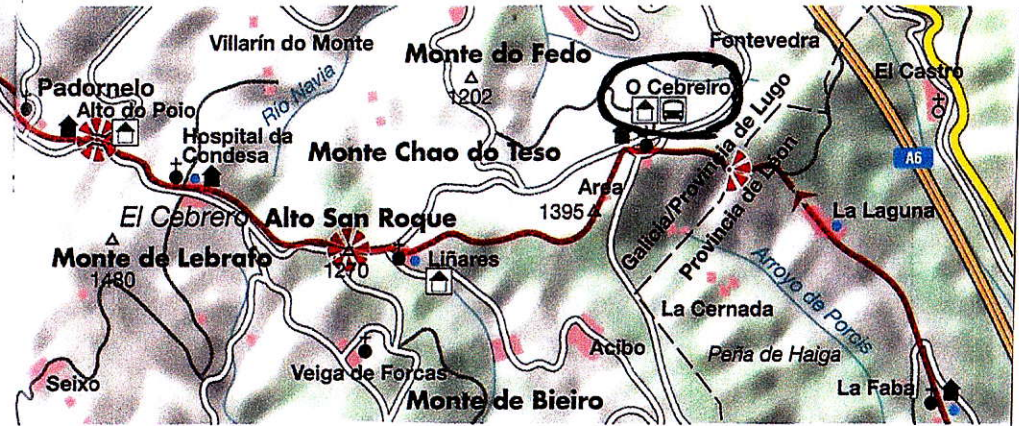 Villarín do Monte
Monte do Fedo
Fontevedra
El Castro
Padornelo
Alto do Poio
Río Navia
1202
O Cebreiro
Hospital da
Condesa
Monte Chao do Teso
A6
Area
1395
Galicia/Provincia de Lugo
Provincia de
La Laguna
El Cebrero
Alto San Roque
1270
Liñares
Monte de Lebrato
1480
Arroyo de Porcis
La Cernada
Peña de Haiga
Acibo
Seixo
Veiga de Forcas
Monte de Bieiro
La Faba